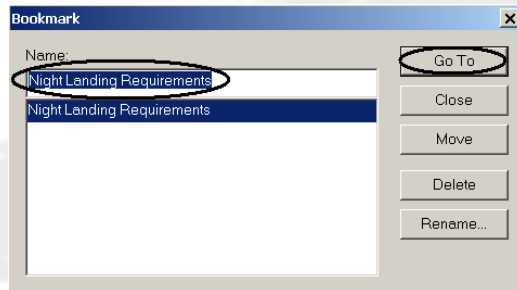 Bookmark
Name:
Night Landing Requirements
Night Landing Requirements
Go To
Close
Move
Delete
Rename...